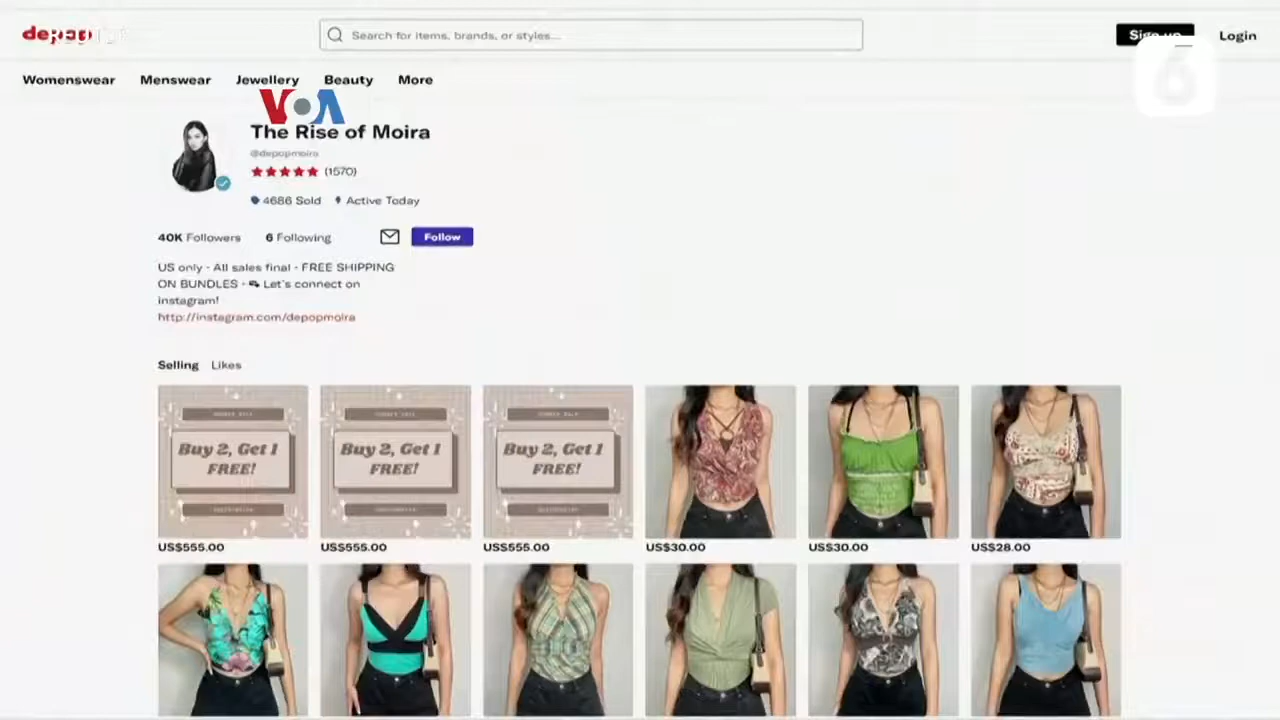 depop
Search for items, brands, or styles...
Sign up
Login
6
Womenswear Menswear Jewellery Beauty More
VOA
The Rise of Moira
@depopmoira
(1570)
4686 Sold Active Today
40K Followers 6 Following Follow
US only - All sales final - FREE SHIPPING
ON BUNDLES - Let's connect on
instagram!
http://instagram.com/depopmoira
Selling Likes
Buy 2, Get 1
FREE!
Buy 2, Get 1
FREE!
Buy 2, Get 1
FREE!
US$555.00 US$555.00 US$555.00 US$30.00 US$30.00 US$28.00